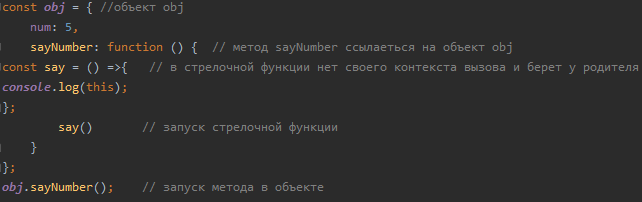 const obj = { //объект obj
num: 5,
sayNumber: function () { // метод sayNumber ссылаеться на объект obj
const say = () =>{ // в стрелочной функции нет своего контекста вызова и берет у родителя
console.log(this);
};
say() // запуск стрелочной функции
}
};
obj.sayNumber(); // запуск метода в объекте